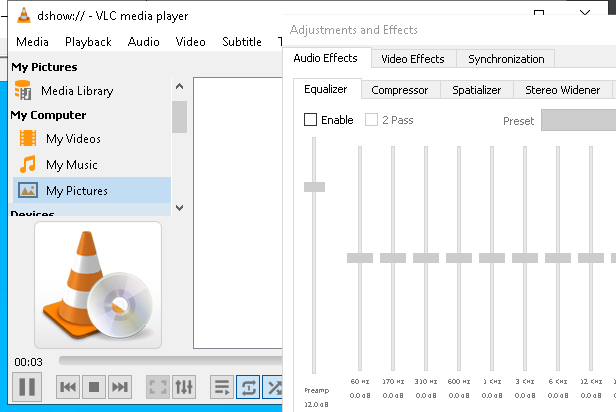 dshow:// - VLC media player
Media Playback Audio Video Subtitle T
My Pictures
Media Library
My Computer
My Videos
My Music
My Pictures
Devices
00:03
Adjustments and Effects
Audio Effects Video Effects Synchronization
Equalizer Compressor Spatializer Stereo Widener
Enable 2 Pass Preset
60 Hz 170 Hz 310 Hz 600 Hz 1 KHz 3 KHz 6 KHz 12 KHz
Preamp 0.0 dB 0.0 dB 0.0 dB 0.0 dB 0.0 dB 0.0 dB 0.0 dB 0.0 dB
12.0 dB